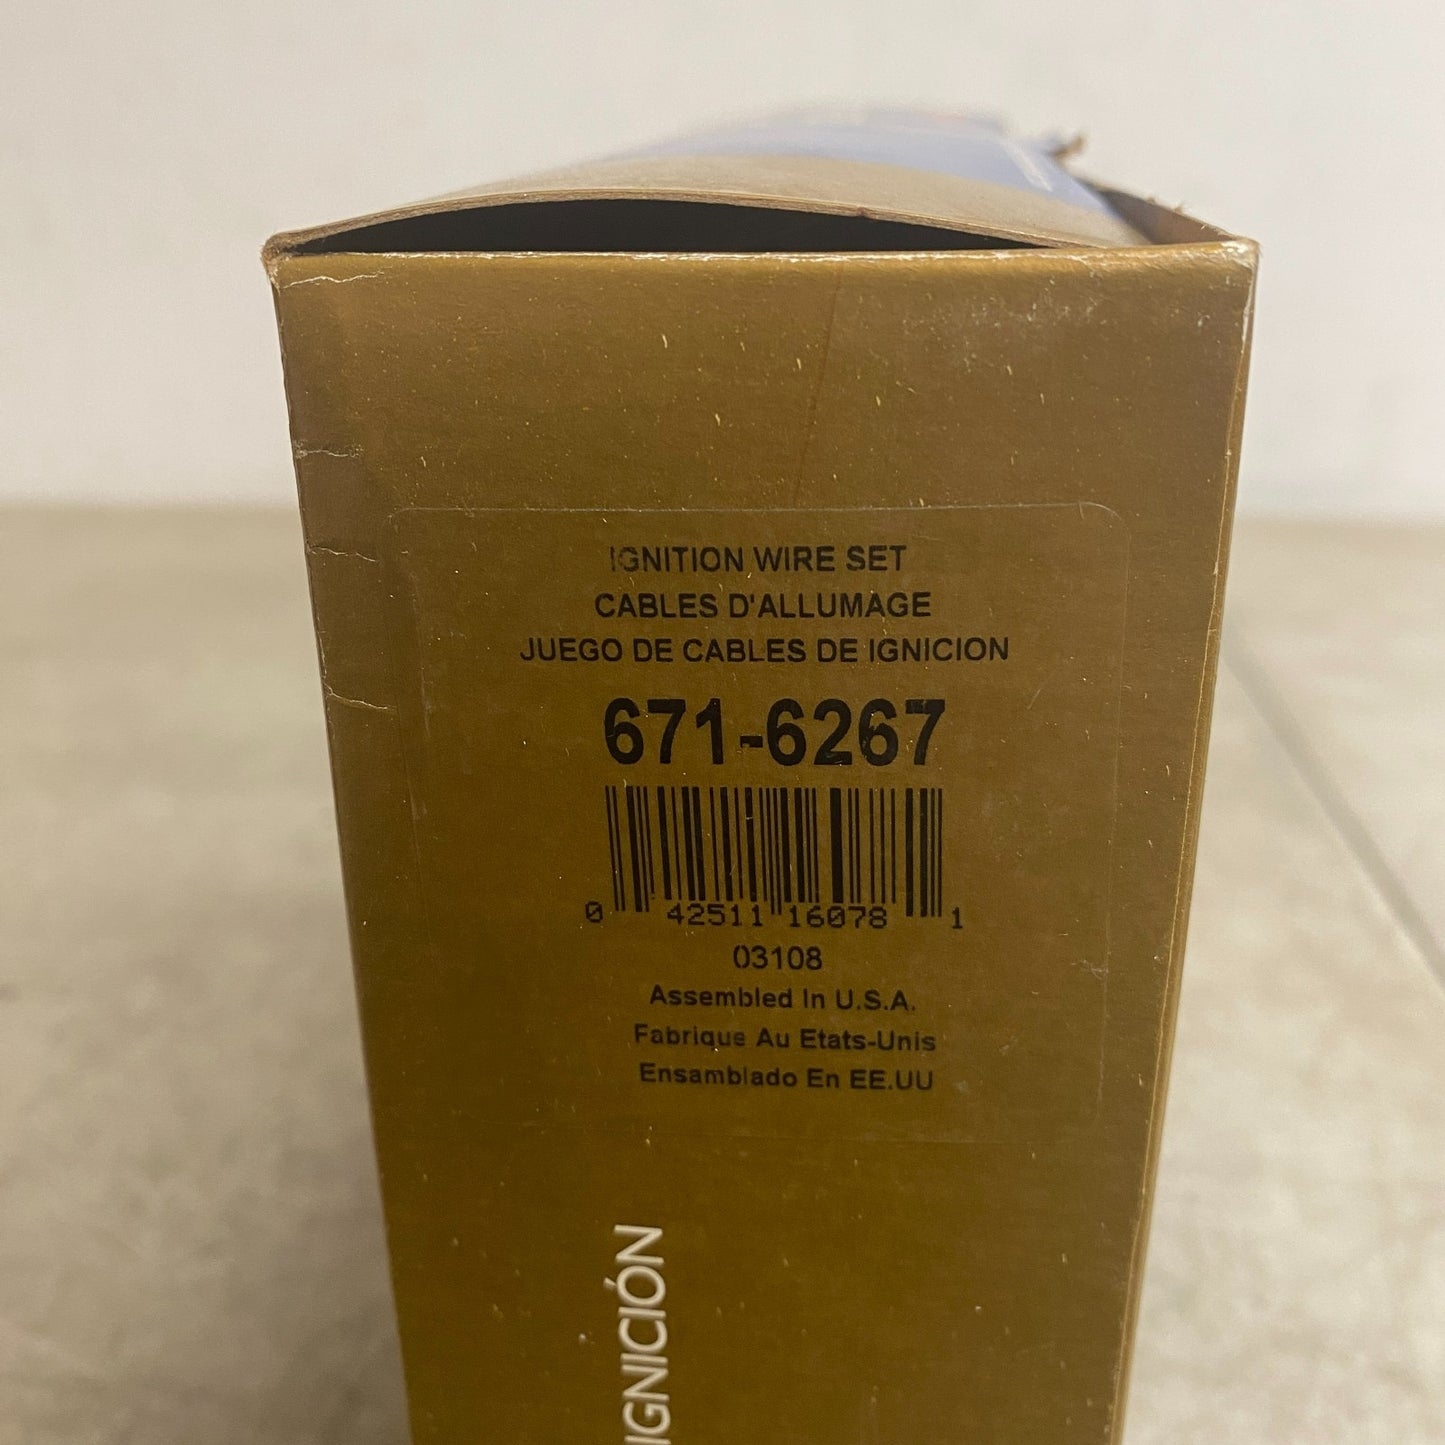 IGNITION WIRE SET
CABLES D'ALLUMAGE
JUEGO DE CABLES DE IGNICION
671-6267
0 42511 16078 1
03108
Assembled In U.S.A.
Fabrique Au Etats-Unis
Ensamblado En EE.UU
IGNICIÓN